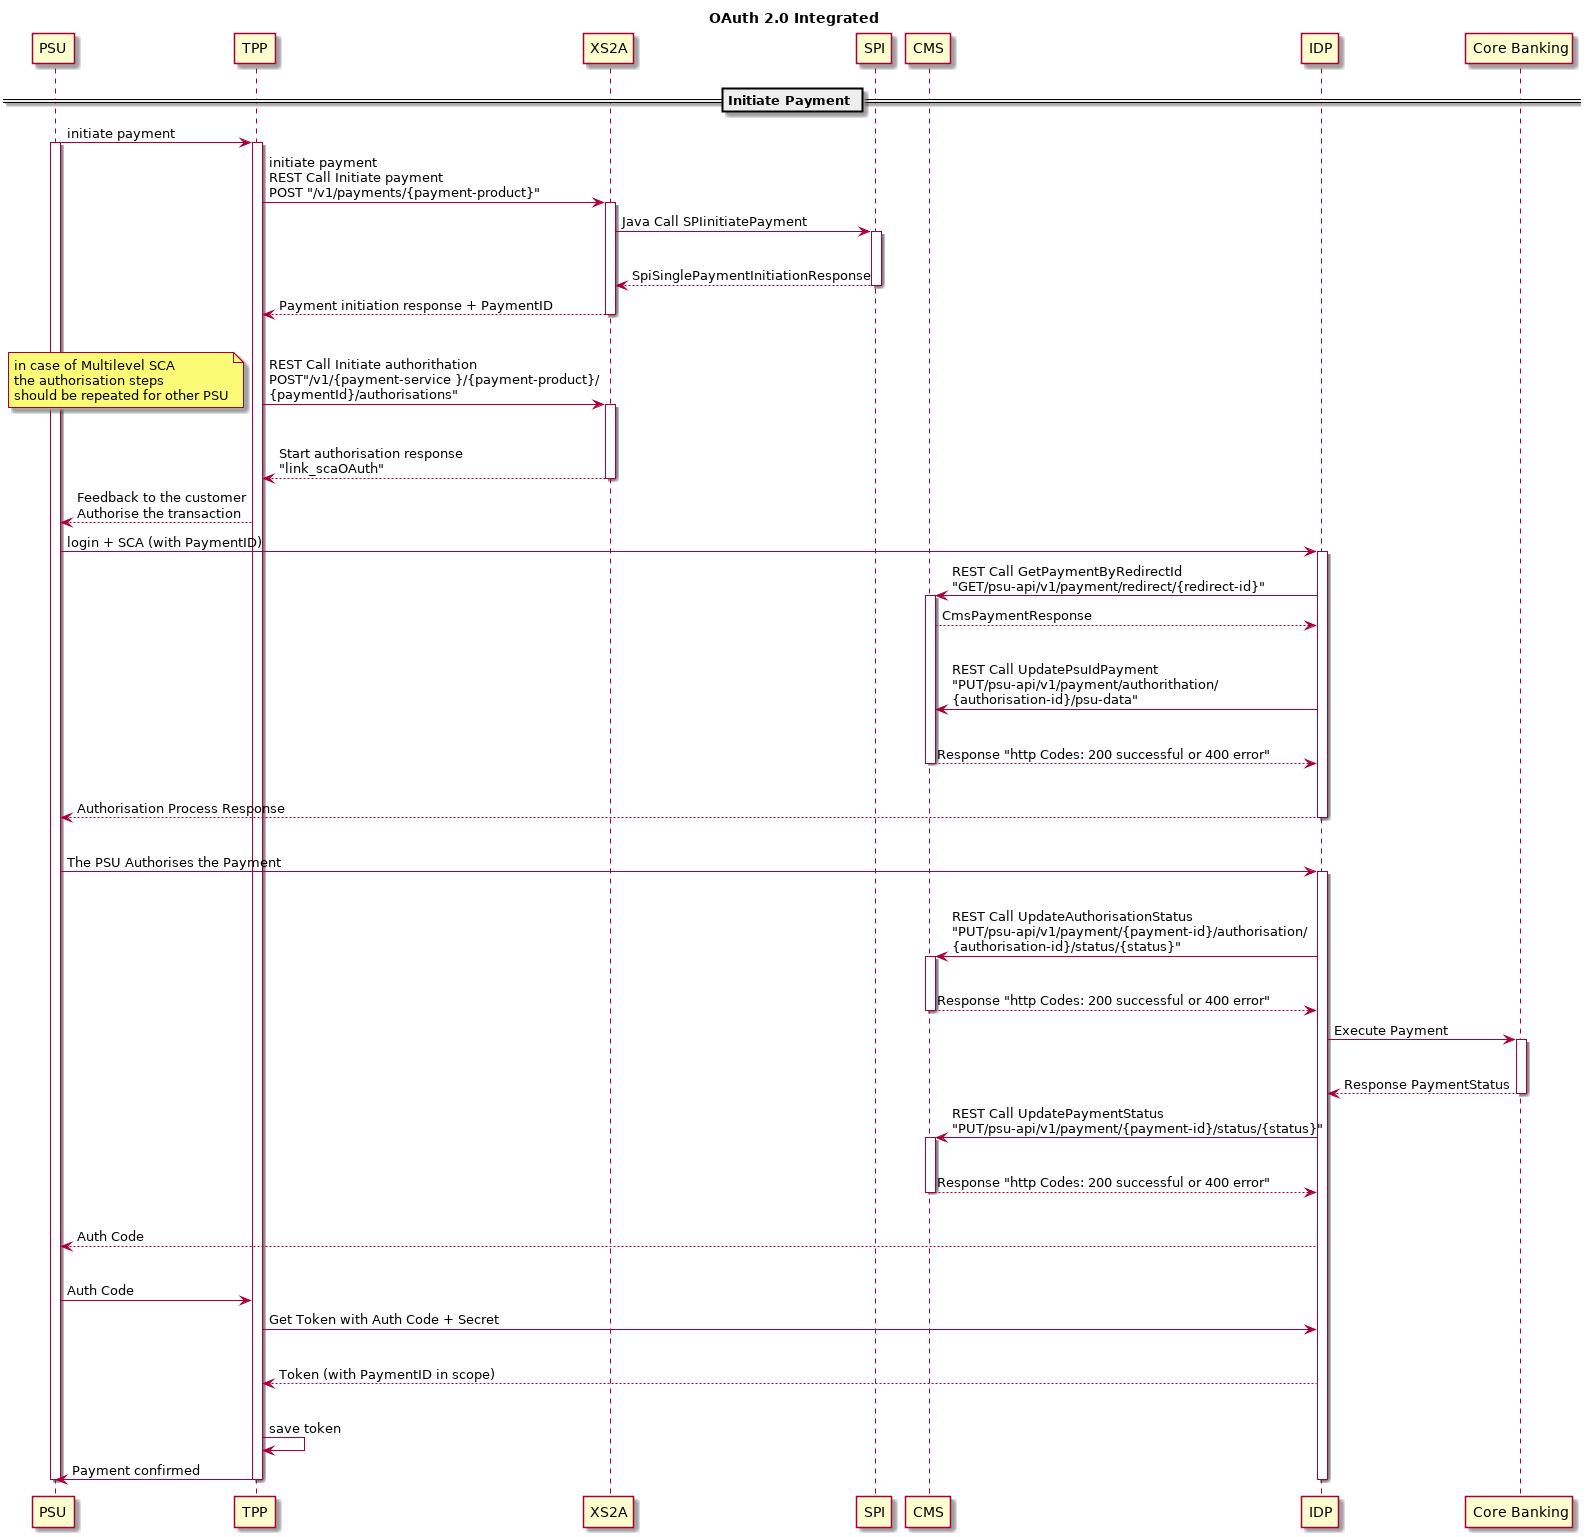 OAuth 2.0 Integrated
PSU
TPP
XS2A
SPI
CMS
IDP
Core Banking
Initiate Payment
initiate payment
initiate payment
REST Call Initiate payment
POST "/v1/payments/{payment-product}"
Java Call SPIinitiatePayment
SpiSinglePaymentInitiationResponse
Payment initiation response + PaymentID
in case of Multilevel SCA
the authorisation steps
should be repeated for other PSU
REST Call Initiate authorithation
POST"/v1/{payment-service }/{payment-product}/
{paymentId}/authorisations"
Start authorisation response
"link_scaOAuth"
Feedback to the customer
Authorise the transaction
login + SCA (with PaymentID)
REST Call GetPaymentByRedirectId
"GET/psu-api/v1/payment/redirect/{redirect-id}"
CmsPaymentResponse
REST Call UpdatePsuIdPayment
"PUT/psu-api/v1/payment/authorithation/
{authorisation-id}/psu-data"
Response "http Codes: 200 successful or 400 error"
Authorisation Process Response
The PSU Authorises the Payment
REST Call UpdateAuthorisationStatus
"PUT/psu-api/v1/payment/{payment-id}/authorisation/
{authorisation-id}/status/{status}"
Response "http Codes: 200 successful or 400 error"
Execute Payment
Response PaymentStatus
REST Call UpdatePaymentStatus
"PUT/psu-api/v1/payment/{payment-id}/status/{status}"
Response "http Codes: 200 successful or 400 error"
Auth Code
Auth Code
Get Token with Auth Code + Secret
Token (with PaymentID in scope)
save token
Payment confirmed
PSU
TPP
XS2A
SPI
CMS
IDP
Core Banking